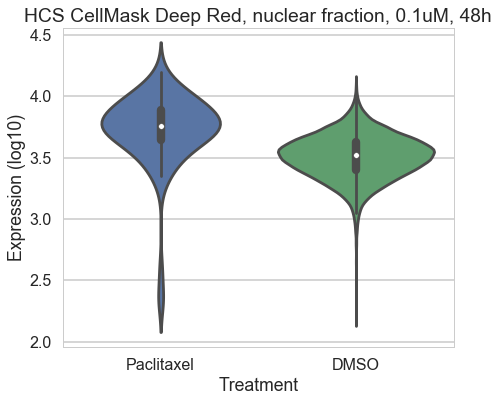 HCS CellMask Deep Red, nuclear fraction, 0.1uM, 48h
4.5
4.0
3.5
3.0
2.5
2.0
Expression (log10)
Paclitaxel DMSO
Treatment